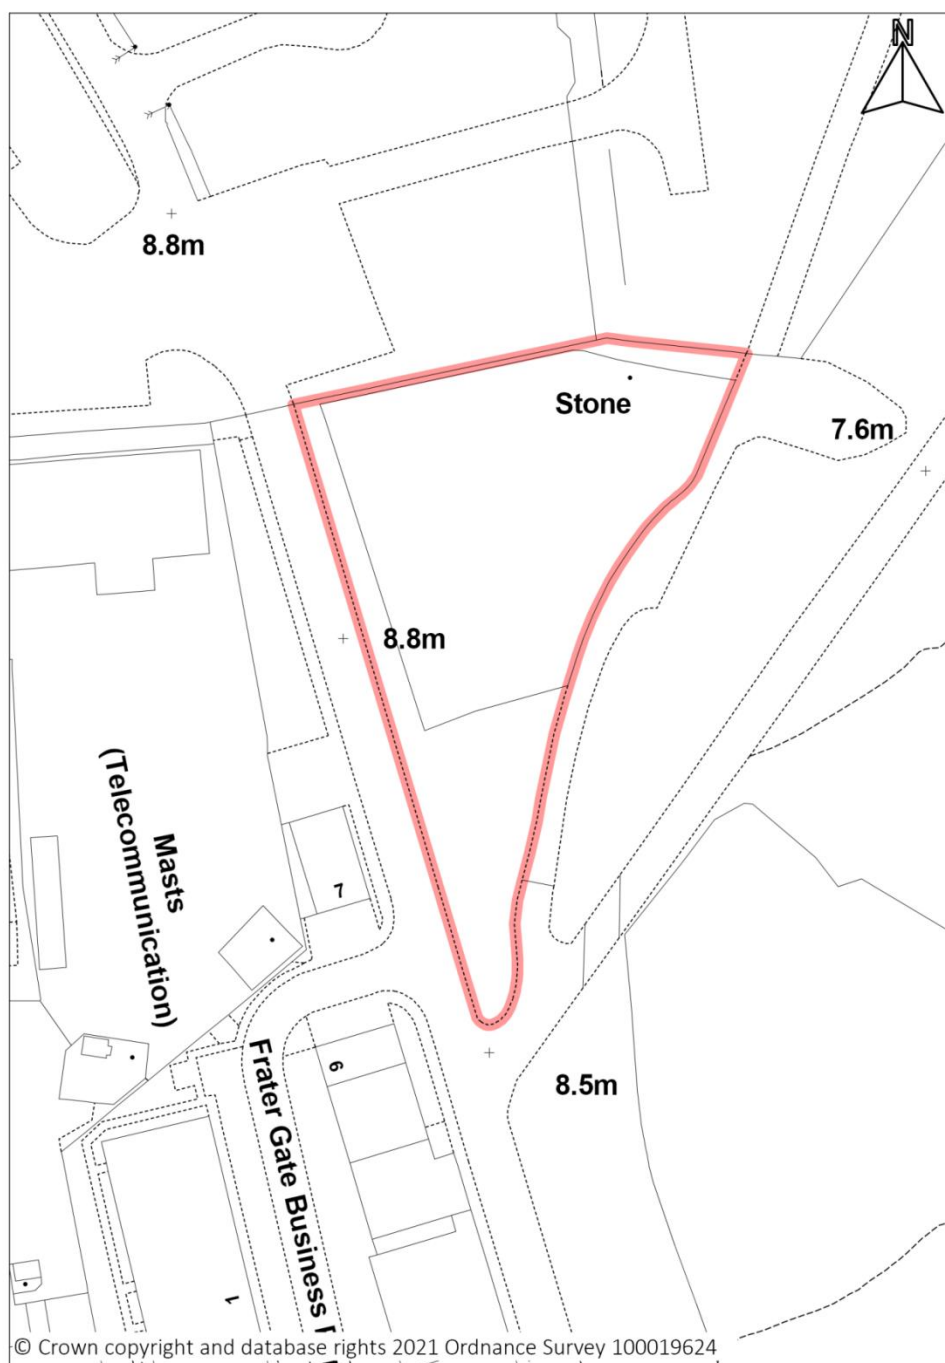 N
8.8m
Stone
7.6m
8.8m
Masts
(Telecommunication)
7
6
8.5m
Frater Gate Business
1
© Crown copyright and database rights 2021 Ordnance Survey 100019624